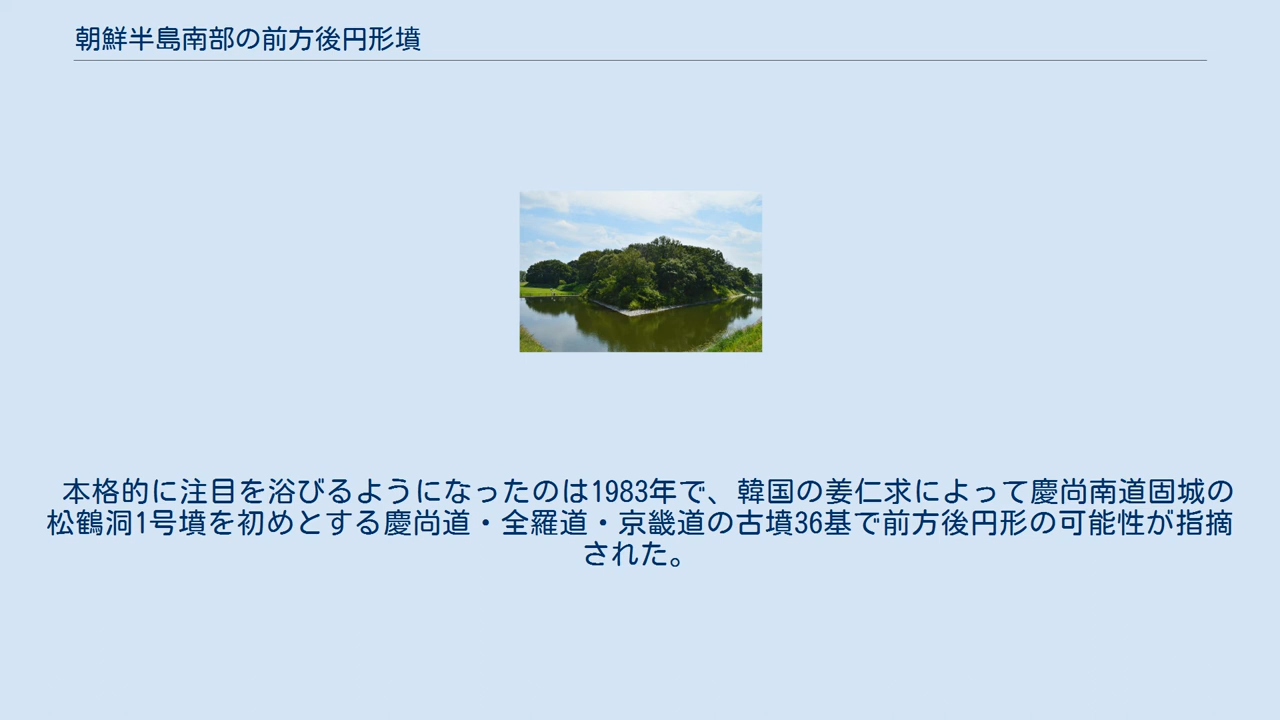 朝鮮半島南部の前方後円形墳
本格的に注目を浴びるようになったのは1983年で、韓国の姜仁求によって慶尚南道固城の
松鶴洞1号墳を初めとする慶尚道・全羅道・京畿道の古墳36基で前方後円形の可能性が指摘
された。